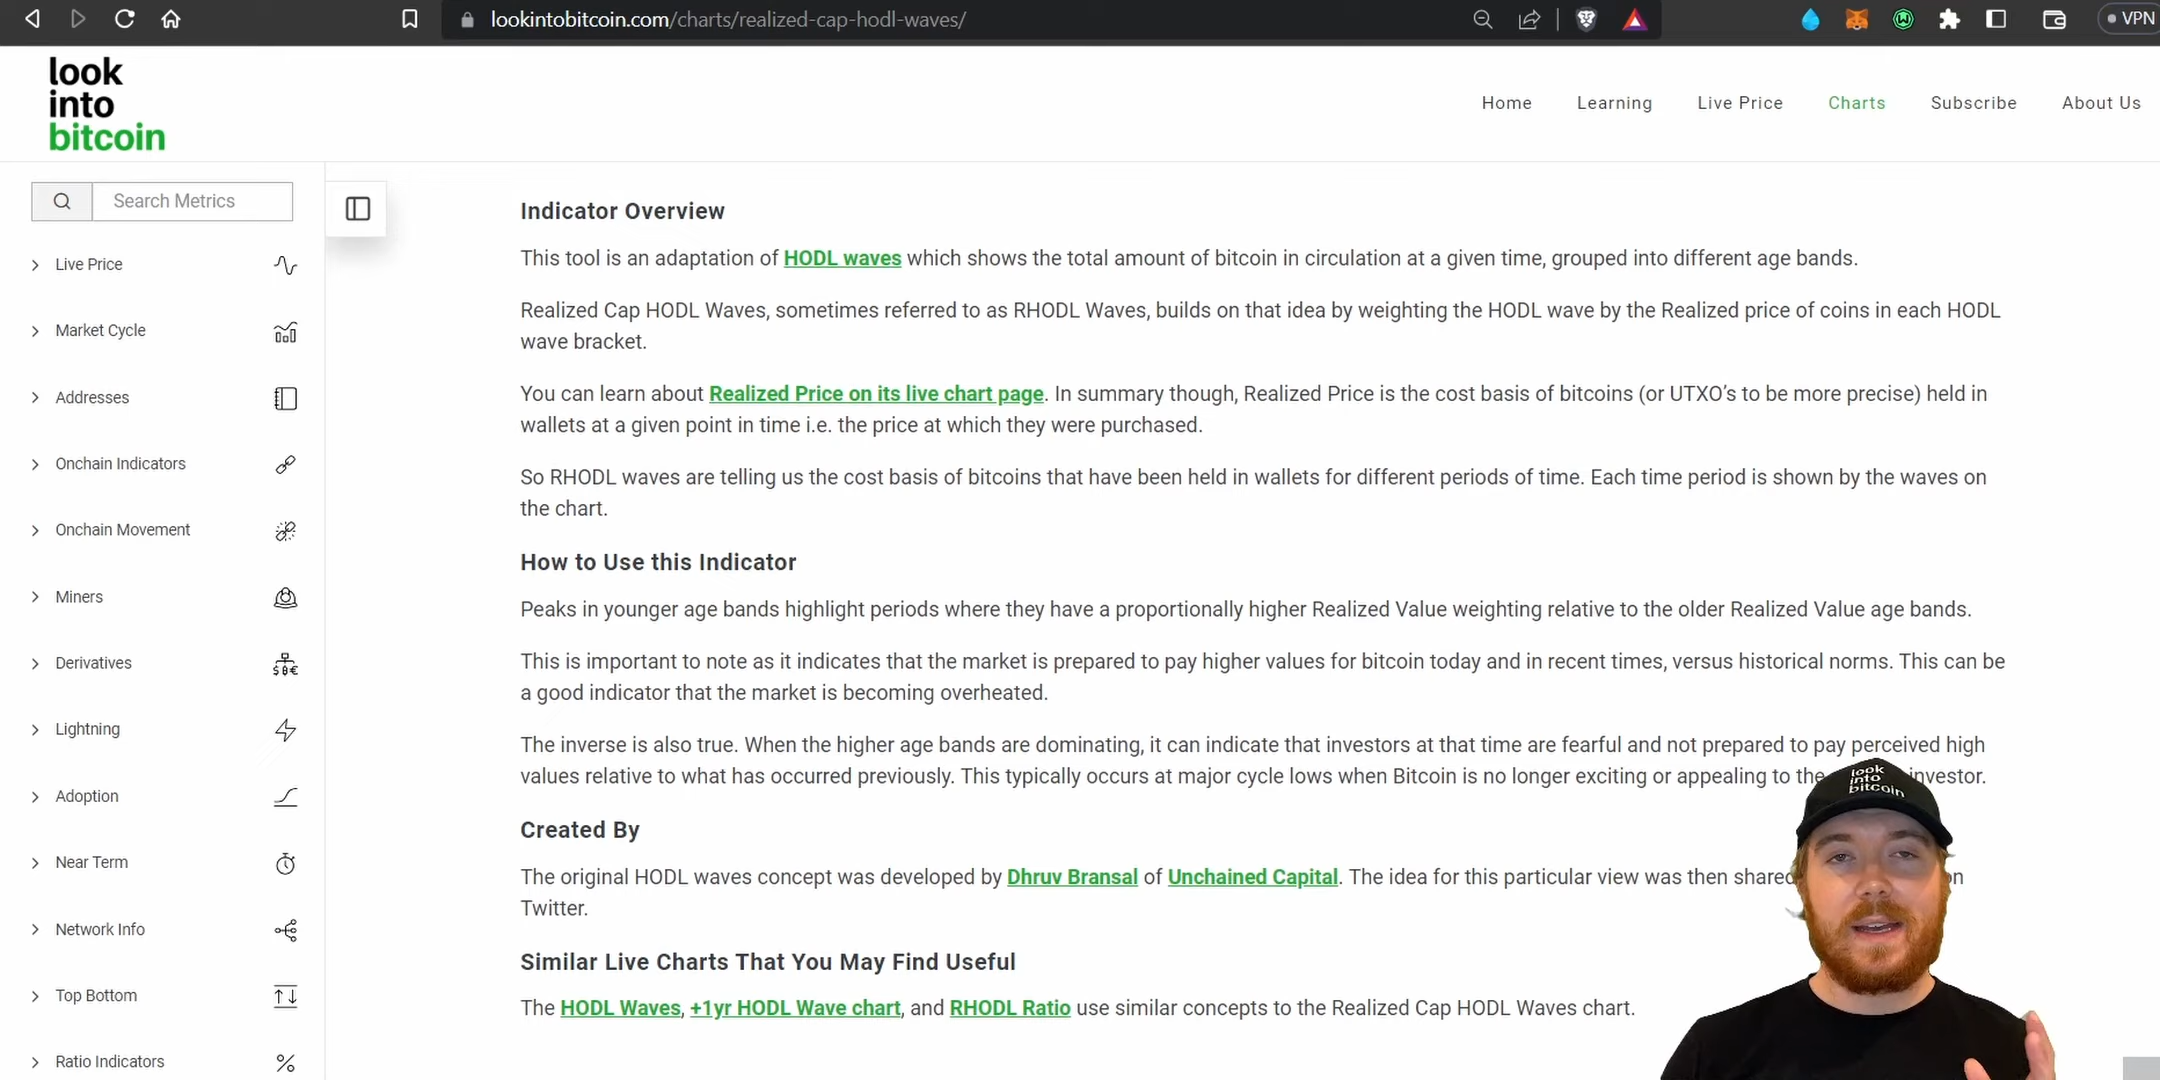 lookintobitcoin.com/charts/realized-cap-hodl-waves/
VPN
look
into
bitcoin
Home
Learning
Live Price
Charts
Subscribe
About Us
Search Metrics
Live Price
Market Cycle
Addresses
Onchain Indicators
Onchain Movement
Miners
Derivatives
Lightning
Adoption
Near Term
Network Info
Top Bottom
Ratio Indicators
Indicator Overview
This tool is an adaptation of HODL waves which shows the total amount of bitcoin in circulation at a given time, grouped into different age bands.
Realized Cap HODL Waves, sometimes referred to as RHODL Waves, builds on that idea by weighting the HODL wave by the Realized price of coins in each HODL
wave bracket.
You can learn about Realized Price on its live chart page. In summary though, Realized Price is the cost basis of bitcoins (or UTXO’s to be more precise) held in
wallets at a given point in time i.e. the price at which they were purchased.
So RHODL waves are telling us the cost basis of bitcoins that have been held in wallets for different periods of time. Each time period is shown by the waves on
the chart.
How to Use this Indicator
Peaks in younger age bands highlight periods where they have a proportionally higher Realized Value weighting relative to the older Realized Value age bands.
This is important to note as it indicates that the market is prepared to pay higher values for bitcoin today and in recent times, versus historical norms. This can be
a good indicator that the market is becoming overheated.
The inverse is also true. When the higher age bands are dominating, it can indicate that investors at that time are fearful and not prepared to pay perceived high
values relative to what has occurred previously. This typically occurs at major cycle lows when Bitcoin is no longer exciting or appealing to the investor.
Created By
The original HODL waves concept was developed by Dhruv Bransal of Unchained Capital. The idea for this particular view was then shared on
Twitter.
Similar Live Charts That You May Find Useful
The HODL Waves, +1yr HODL Wave chart, and RHODL Ratio use similar concepts to the Realized Cap HODL Waves chart.
look
into
bitcoin